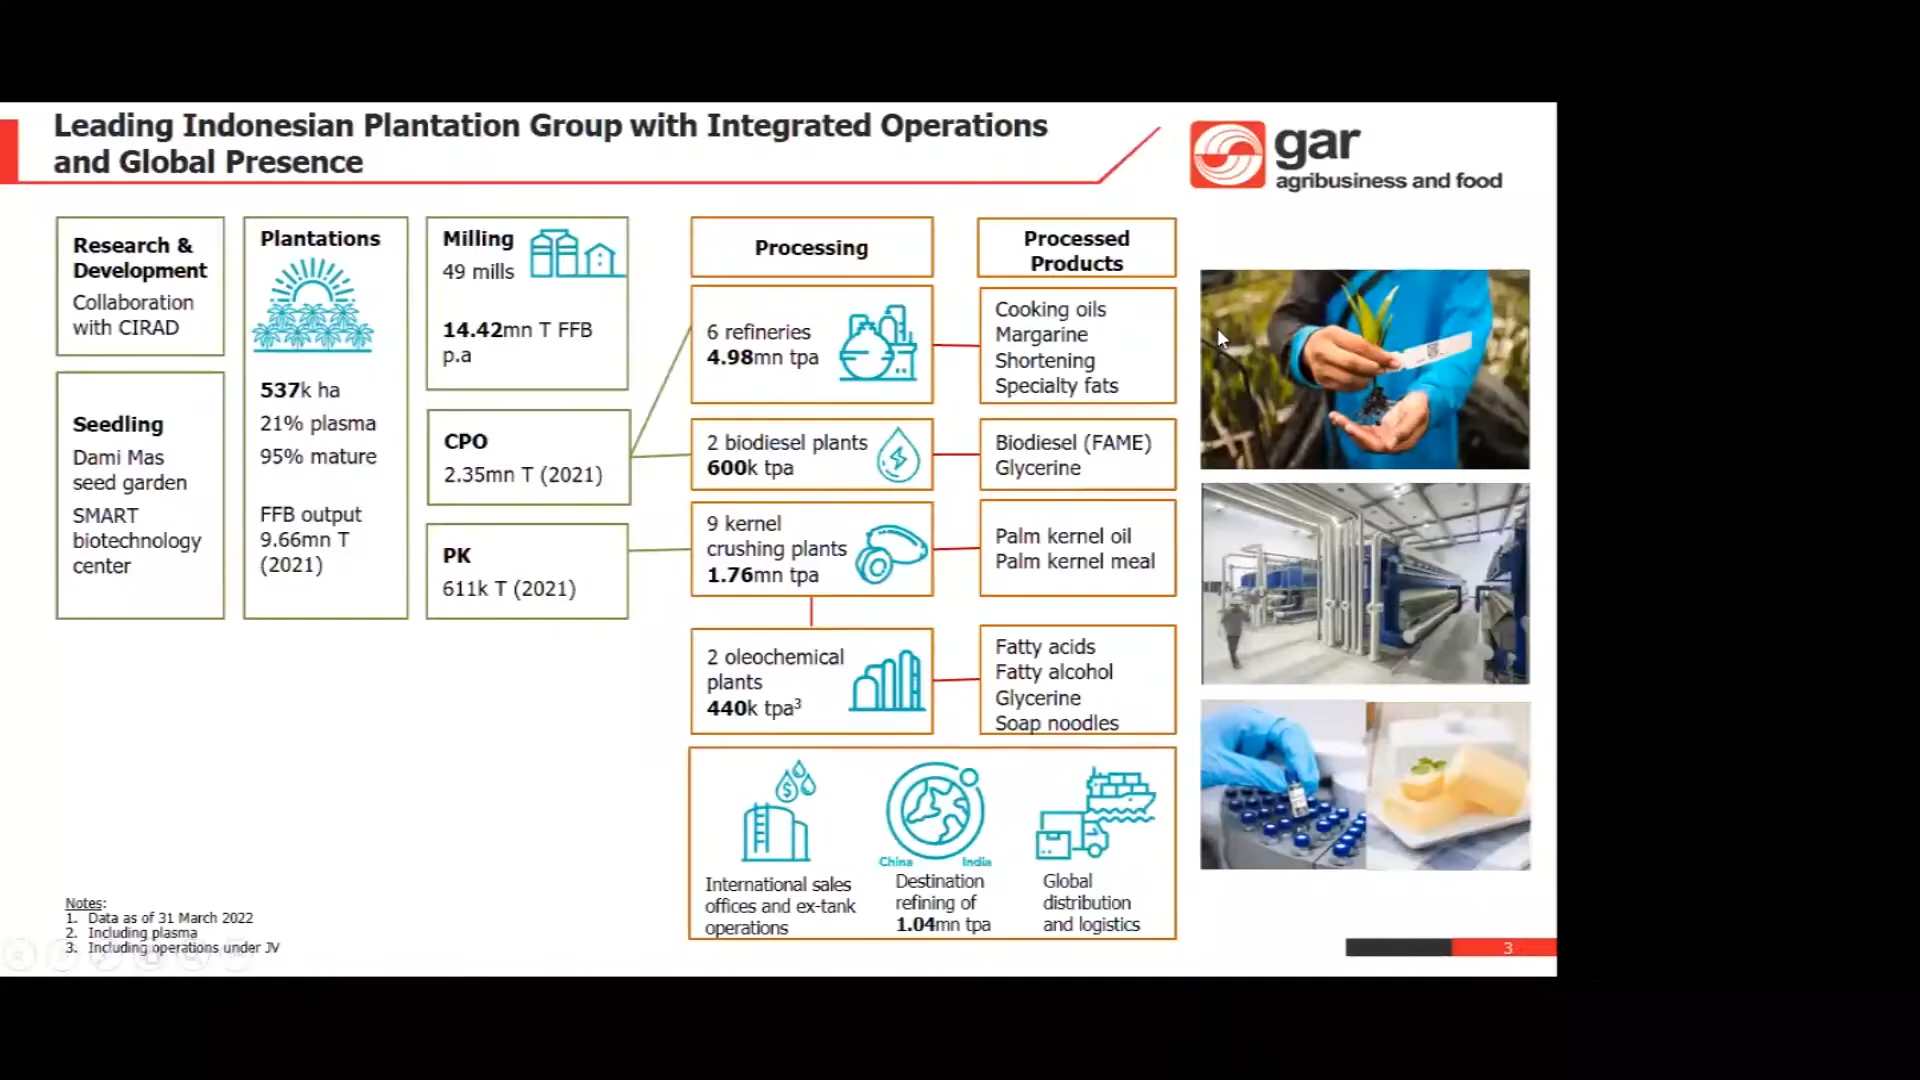 Leading Indonesian Plantation Group with Integrated Operations
and Global Presence
gar
agribusiness and food
Research &
Development
Collaboration
with CIRAD
Seedling
Dami Mas
seed garden
SMART
biotechnology
center
Plantations
537k ha
21% plasma
95% mature
FFB output
9.66mn T
(2021)
Milling
49 mills
14.42mn T FFB
p.a
CPO
2.35mn T (2021)
PK
611k T (2021)
Processing
6 refineries
4.98mn tpa
2 biodiesel plants
600k tpa
9 kernel
crushing plants
1.76mn tpa
2 oleochemical
plants
440k tpa3
Processed
Products
Cooking oils
Margarine
Shortening
Specialty fats
Biodiesel (FAME)
Glycerine
Palm kernel oil
Palm kernel meal
Fatty acids
Fatty alcohol
Glycerine
Soap noodles
International sales
offices and ex-tank
operations
China India
Destination
refining of
1.04mn tpa
Global
distribution
and logistics
Notes:
1. Data as of 31 March 2022
2. Including plasma
3. Including operations under JV
3